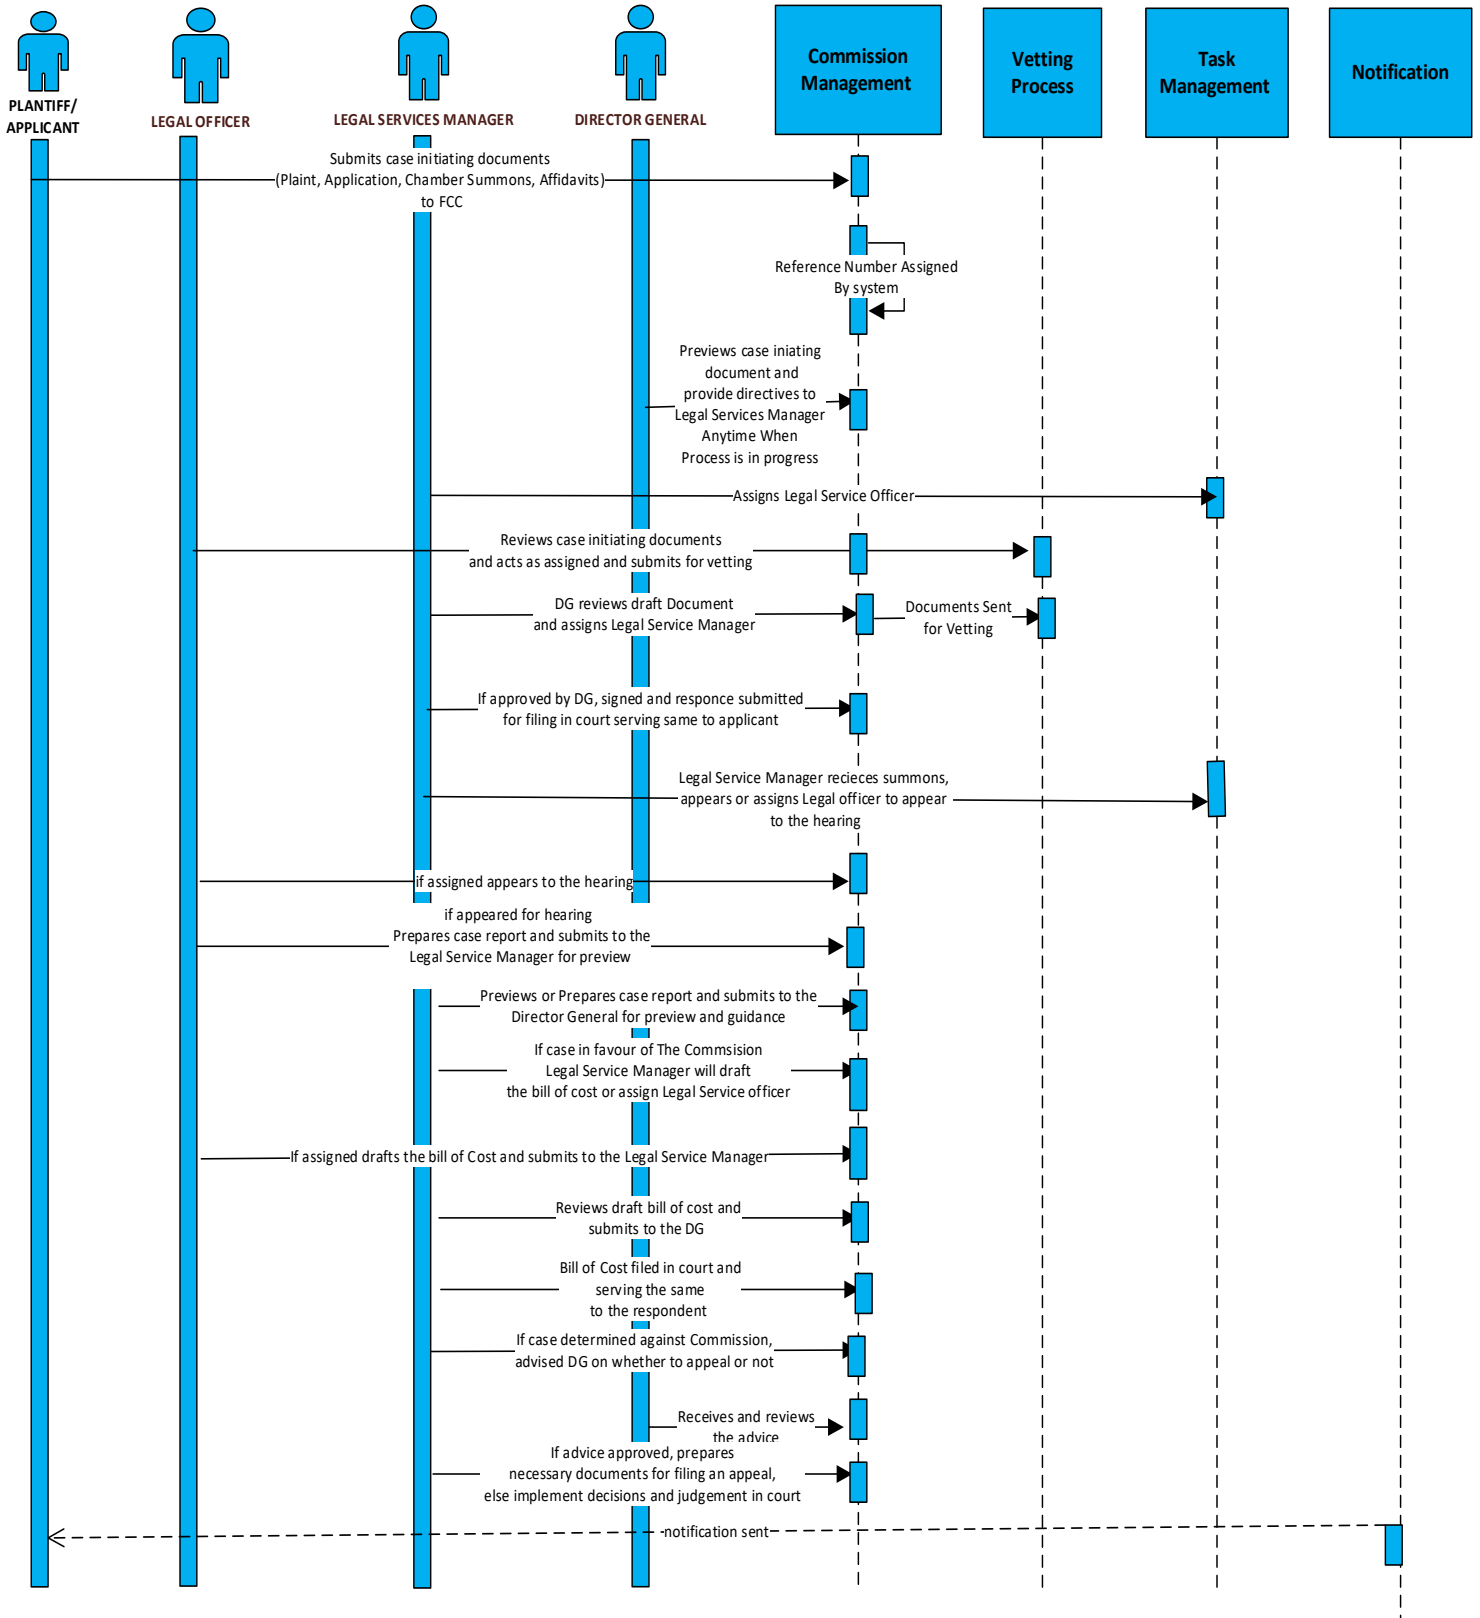 PLANTIFF/
APPLICANT
LEGAL OFFICER
LEGAL SERVICES MANAGER
DIRECTOR GENERAL
Commission
Management
Vetting
Process
Task
Management
Notification
Submits case initiating documents
(Plaint, Application, Chamber Summons, Affidavits)
to FCC
Reference Number Assigned
By system
Previews case iniating
document and
provide directives to
Legal Services Manager
Anytime When
Process is in progress
Assigns Legal Service Officer
Reviews case initiating documents
and acts as assigned and submits for vetting
DG reviews draft Document
and assigns Legal Service Manager
Documents Sent
for Vetting
If approved by DG, signed and responce submitted
for filing in court serving same to applicant
Legal Service Manager recieces summons,
appears or assigns Legal officer to appear
to the hearing
if assigned appears to the hearing
if appeared for hearing
Prepares case report and submits to the
Legal Service Manager for preview
Previews or Prepares case report and submits to the
Director General for preview and guidance
If case in favour of The Commsision
Legal Service Manager will draft
the bill of cost or assign Legal Service officer
If assigned drafts the bill of Cost and submits to the Legal Service Manager
Reviews draft bill of cost and
submits to the DG
Bill of Cost filed in court and
serving the same
to the respondent
If case determined against Commission,
advised DG on whether to appeal or not
Receives and reviews
the advice
If advice approved, prepares
necessary documents for filing an appeal,
else implement decisions and judgement in court
notification sent